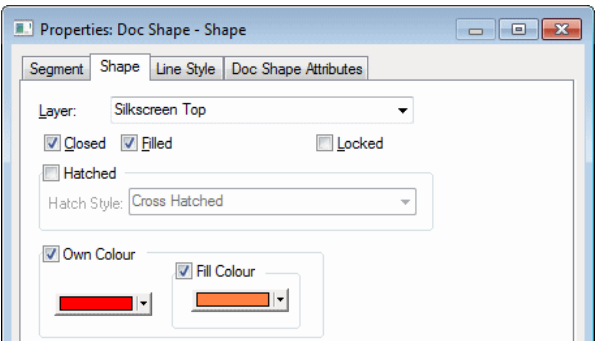 Properties: Doc Shape - Shape
Segment Shape Line Style Doc Shape Attributes
Layer: Silkscreen Top
Closed Filled Locked
Hatched
Hatch Style: Cross Hatched
Own Colour
Fill Colour